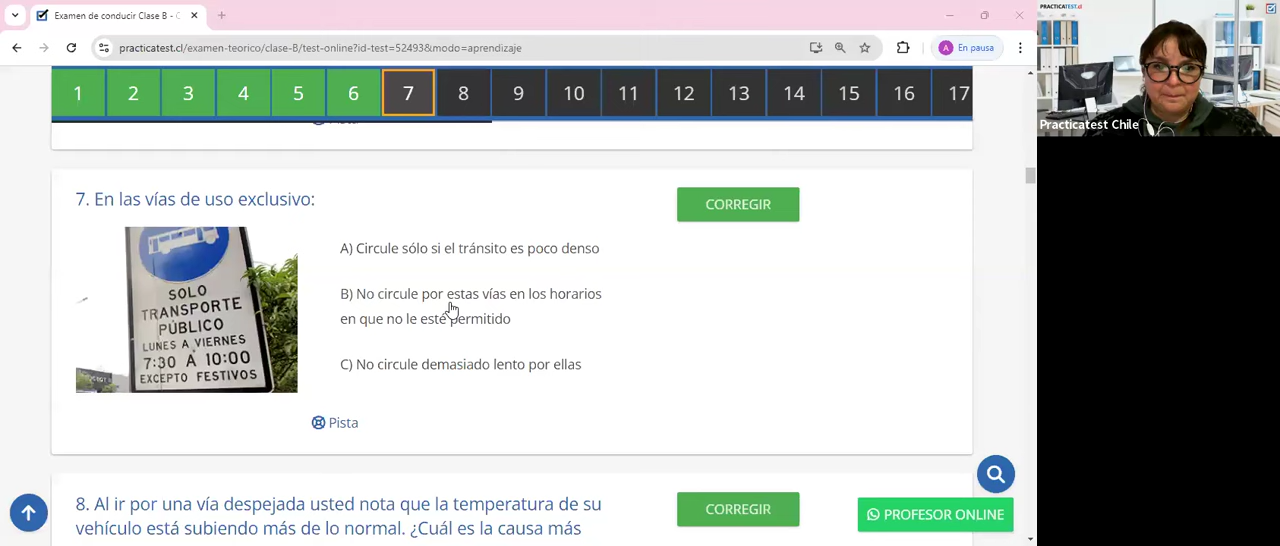 Examen de conducir Clase B - C
practicatest.cl/examen-teorico/clase-B/test-online?id-test=52493&modo=aprendizaje
A
En pausa
1 2 3 4 5 6 7 8 9 10 11 12 13 14 15 16 17
7. En las vías de uso exclusivo:
CORREGIR
SOLO
TRANSPORTE
PÚBLICO
LUNES A VIERNES
7:30 A 10:00
EXCEPTO FESTIVOS
A) Circule sólo si el tránsito es poco denso
B) No circule por estas vías en los horarios
en que no le esté permitido
C) No circule demasiado lento por ellas
Pista
8. Al ir por una vía despejada usted nota que la temperatura de su
vehículo está subiendo más de lo normal. ¿Cuál es la causa más
CORREGIR
PROFESOR ONLINE
PRACTICATEST.cl
Practicatest Chile